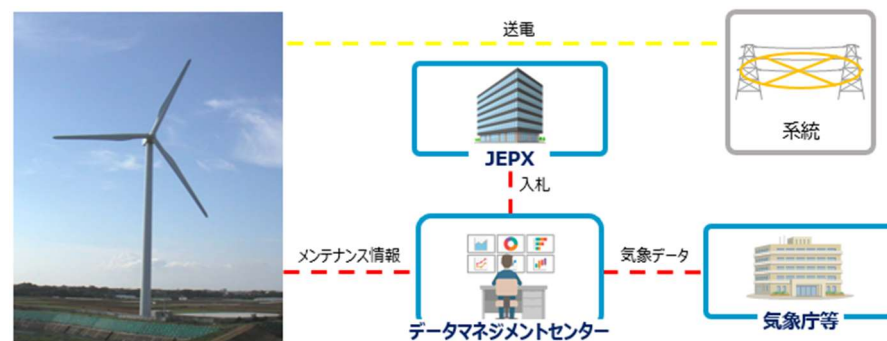 送電
系統
JEPX
入札
メンテナンス情報
気象データ
データマネジメントセンター
気象庁等